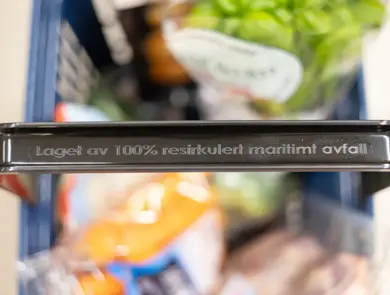 Laget av 100% resirkulert maritimt avfall